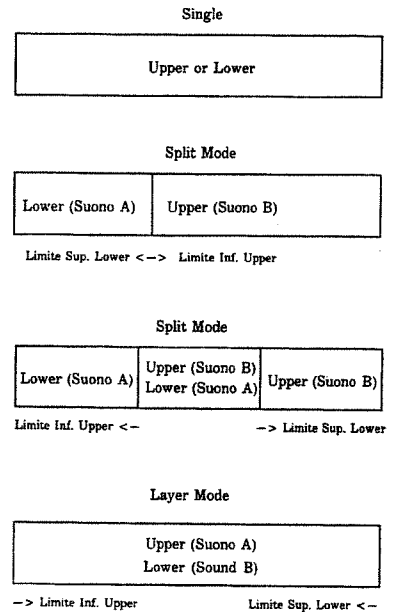 Single
Upper or Lower
Split Mode
Lower (Suono A) Upper (Suono B)
Limite Sup. Lower <-> Limite Inf. Upper
Split Mode
Lower (Suono A) Upper (Suono B) Lower (Suono A) Upper (Suono B)
Limite Inf. Upper <- -> Limite Sup. Lower
Layer Mode
Upper (Suono A)
Lower (Sound B)
-> Limite Inf. Upper Limite Sup. Lower <-